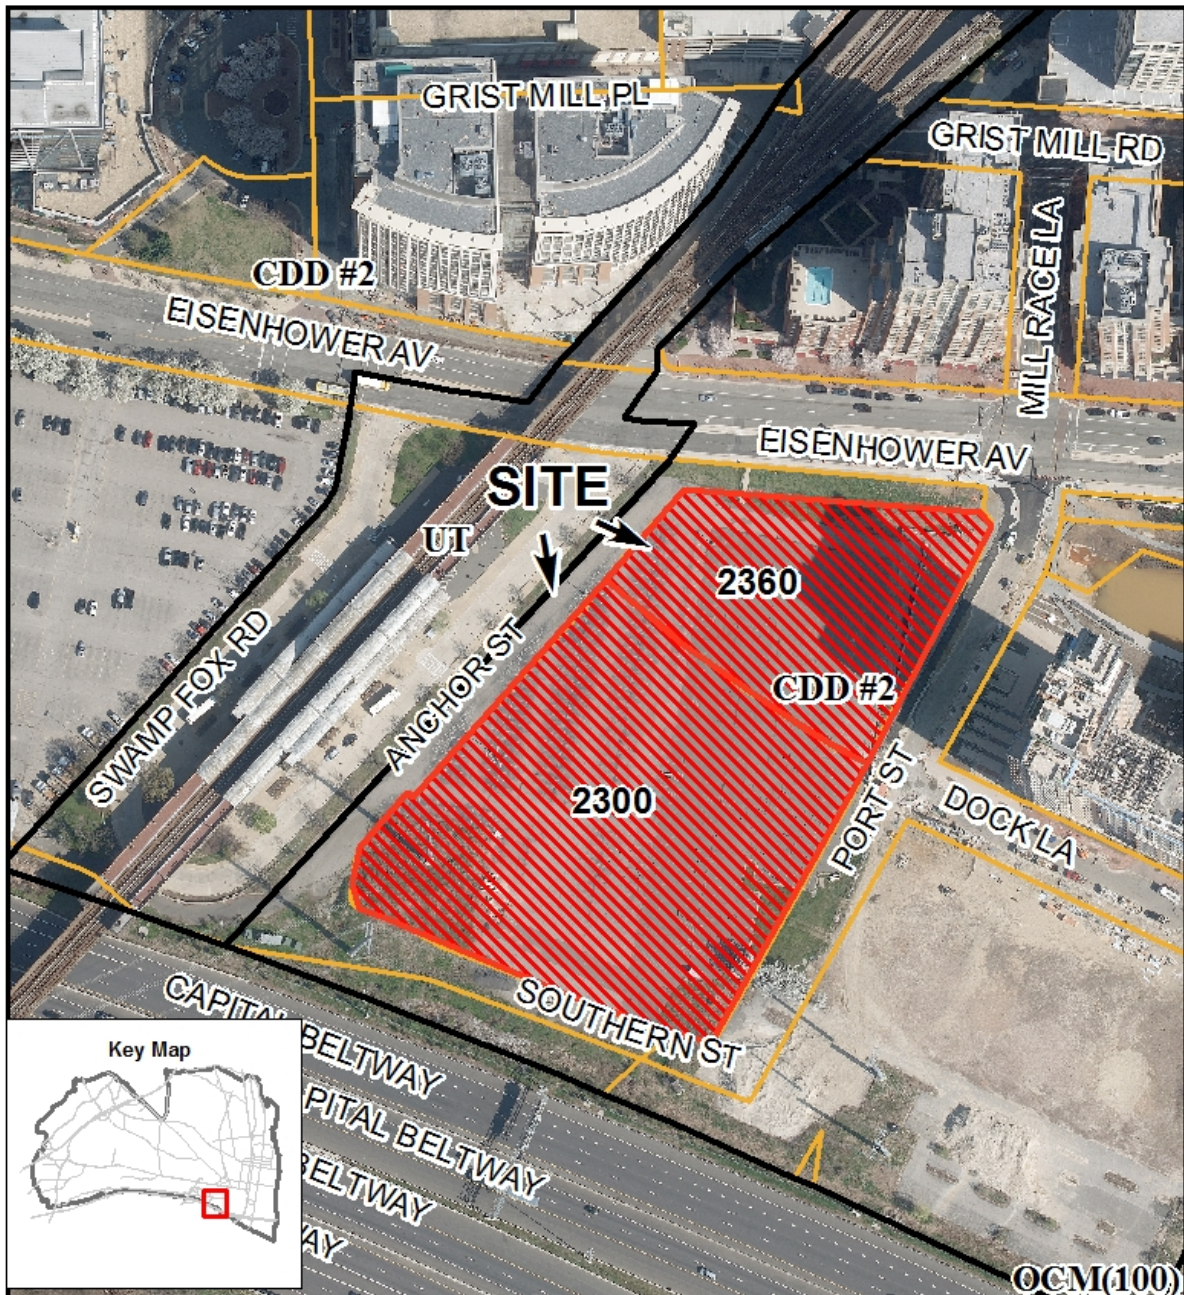 GRIST MILL PL
GRIST MILL RD
MILL RACE LA
CDD #2
EISENHOWER AV
EISENHOWER AV
SITE
UT
2360
CDD #2
SWAMP FOX RD
ANCHOR ST
2300
PORT ST
DOCK LA
SOUTHERN ST
CAPITAL BELTWAY
PITAL BELTWAY
BELTWAY
WAY
Key Map
OCM(100)